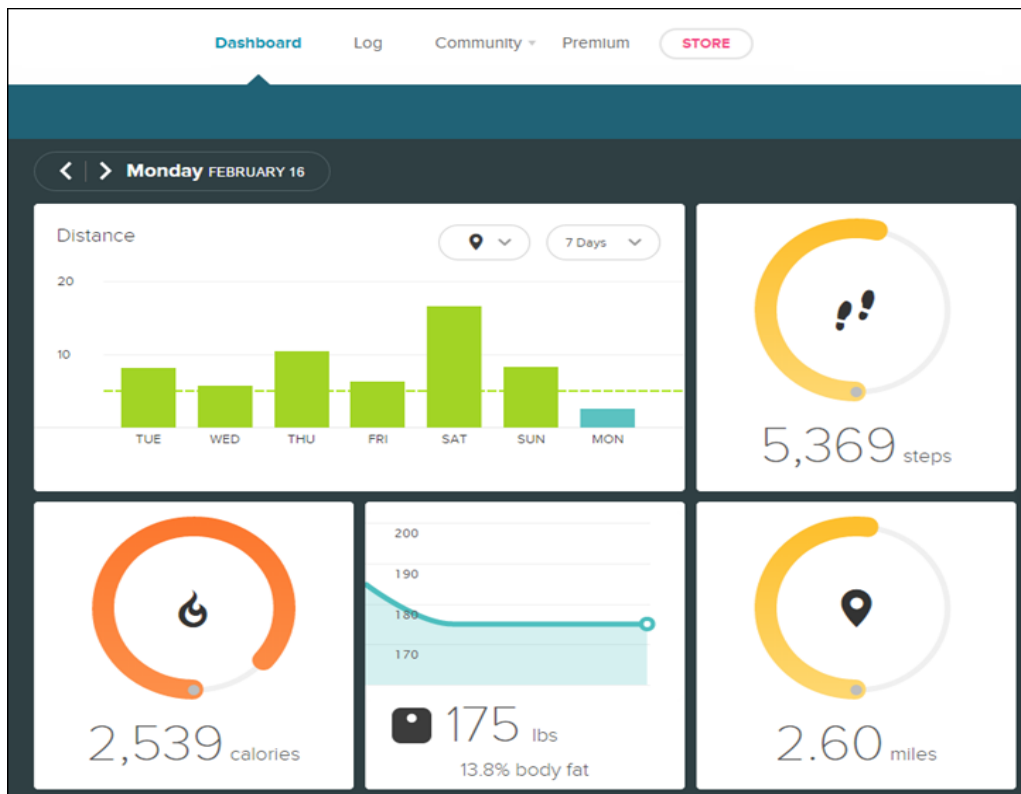 Dashboard Log Community Premium STORE
Monday FEBRUARY 16
Distance 7 Days
20
10
TUE WED THU FRI SAT SUN MON
5,369 steps
2,539 calories
200
190
180
170
175 lbs
13.8% body fat
2.60 miles